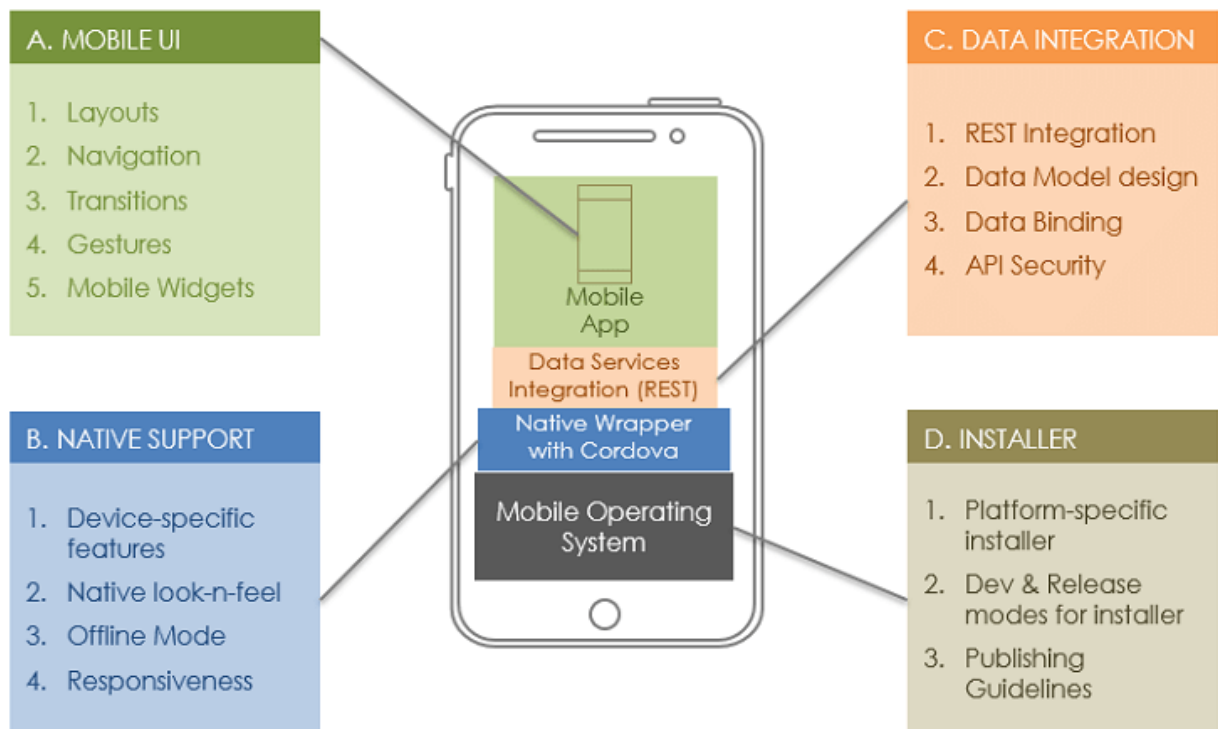 A. MOBILE UI
1. Layouts
2. Navigation
3. Transitions
4. Gestures
5. Mobile Widgets
B. NATIVE SUPPORT
1. Device-specific
features
2. Native look-n-feel
3. Offline Mode
4. Responsiveness
Mobile
App
Data Services
Integration (REST)
Native Wrapper
with Cordova
Mobile Operating
System
C. DATA INTEGRATION
1. REST Integration
2. Data Model design
3. Data Binding
4. API Security
D. INSTALLER
1. Platform-specific
installer
2. Dev & Release
modes for installer
3. Publishing
Guidelines